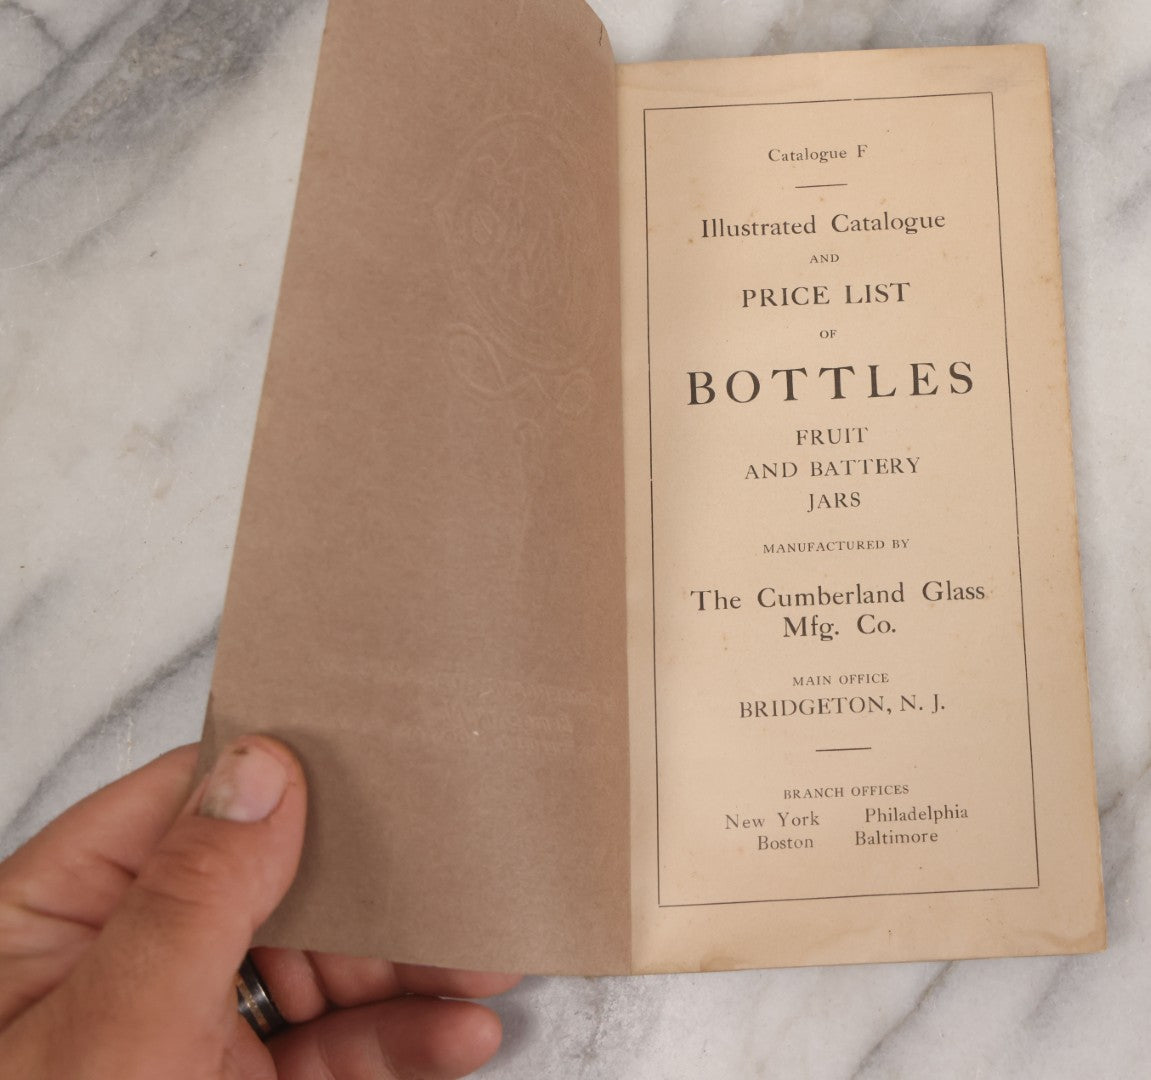 Catalogue F
Illustrated Catalogue
AND
PRICE LIST
OF
BOTTLES
FRUIT
AND BATTERY
JARS
MANUFACTURED BY
The Cumberland Glass
Mfg. Co.
MAIN OFFICE
BRIDGETON, N. J.
BRANCH OFFICES
New York Philadelphia
Boston Baltimore